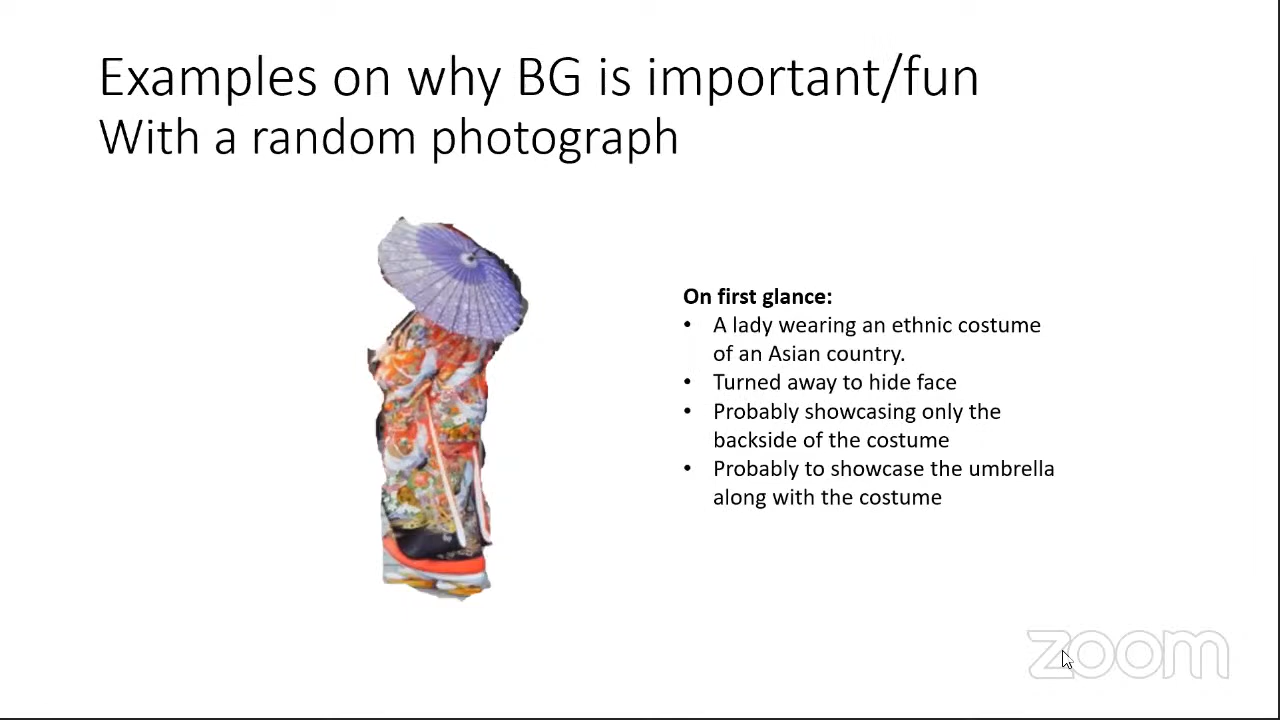 Examples on why BG is important/fun
With a random photograph
On first glance:
• A lady wearing an ethnic costume
of an Asian country.
• Turned away to hide face
• Probably showcasing only the
backside of the costume
• Probably to showcase the umbrella
along with the costume
zoom